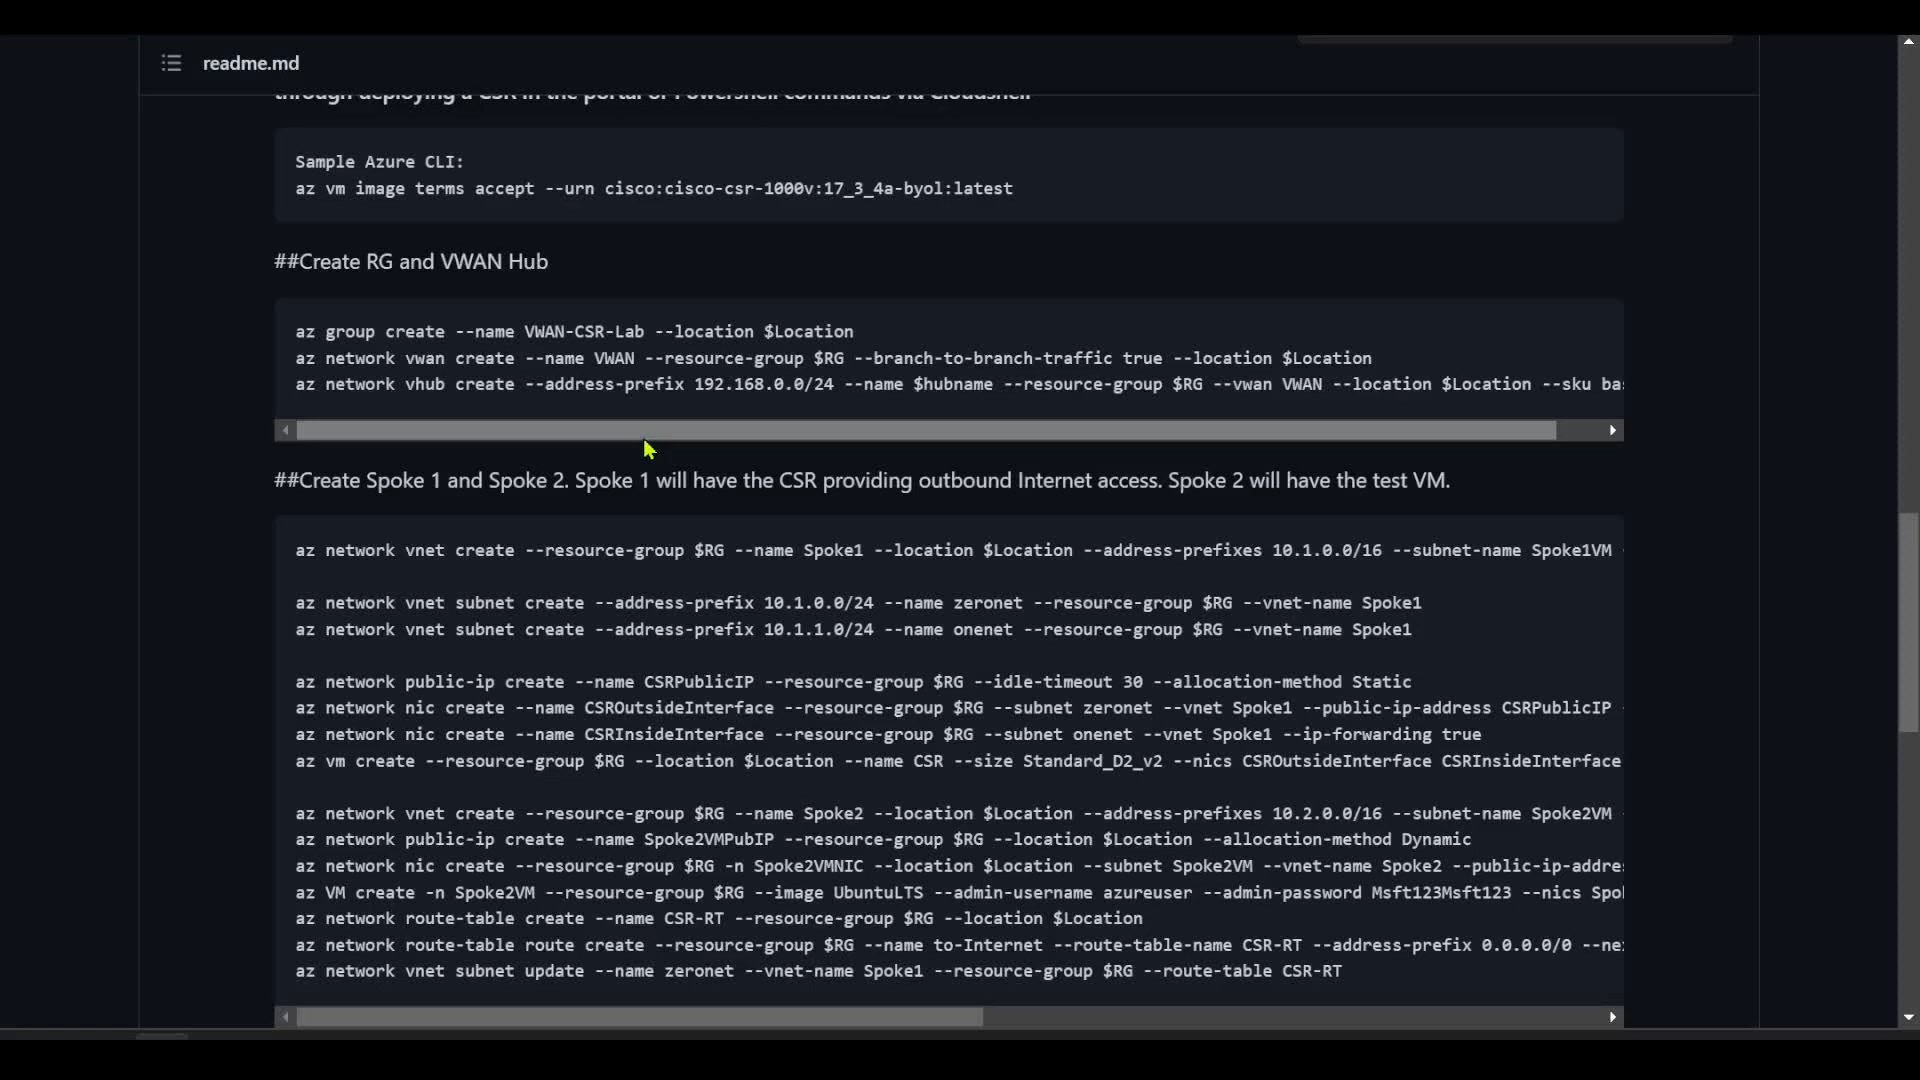 readme.md
through deploying a CSR in the portal or Powershell commands via Cloudshell
Sample Azure CLI:
az vm image terms accept --urn cisco:cisco-csr-1000v:17_3_4a-byol:latest
##Create RG and VWAN Hub
az group create --name VWAN-CSR-Lab --location $Location
az network vwan create --name VWAN --resource-group $RG --branch-to-branch-traffic true --location $Location
az network vhub create --address-prefix 192.168.0.0/24 --name $hubname --resource-group $RG --vwan VWAN --location $Location --sku ba
##Create Spoke 1 and Spoke 2. Spoke 1 will have the CSR providing outbound Internet access. Spoke 2 will have the test VM.
az network vnet create --resource-group $RG --name Spoke1 --location $Location --address-prefixes 10.1.0.0/16 --subnet-name Spoke1VM
az network vnet subnet create --address-prefix 10.1.0.0/24 --name zeronet --resource-group $RG --vnet-name Spoke1
az network vnet subnet create --address-prefix 10.1.1.0/24 --name onenet --resource-group $RG --vnet-name Spoke1
az network public-ip create --name CSRPublicIP --resource-group $RG --idle-timeout 30 --allocation-method Static
az network nic create --name CSROutsideInterface --resource-group $RG --subnet zeronet --vnet Spoke1 --public-ip-address CSRPublicIP
az network nic create --name CSRInsideInterface --resource-group $RG --subnet onenet --vnet Spoke1 --ip-forwarding true
az vm create --resource-group $RG --location $Location --name CSR --size Standard_D2_v2 --nics CSROutsideInterface CSRInsideInterface
az network vnet create --resource-group $RG --name Spoke2 --location $Location --address-prefixes 10.2.0.0/16 --subnet-name Spoke2VM
az network public-ip create --name Spoke2VMPubIP --resource-group $RG --location $Location --allocation-method Dynamic
az network nic create --resource-group $RG -n Spoke2VMNIC --location $Location --subnet Spoke2VM --vnet-name Spoke2 --public-ip-addre
az VM create -n Spoke2VM --resource-group $RG --image UbuntuLTS --admin-username azureuser --admin-password Msft123Msft123 --nics Spo
az network route-table create --name CSR-RT --resource-group $RG --location $Location
az network route-table route create --resource-group $RG --name to-Internet --route-table-name CSR-RT --address-prefix 0.0.0.0/0 --ne
az network vnet subnet update --name zeronet --vnet-name Spoke1 --resource-group $RG --route-table CSR-RT